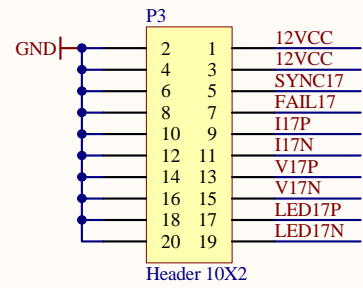 P3
12VCC
GND 2 1
12VCC
4 3
SYNC17
6 5
FAIL17
8 7
I17P
10 9
I17N
12 11
V17P
14 13
V17N
16 15
LED17P
18 17
LED17N
20 19
Header 10X2